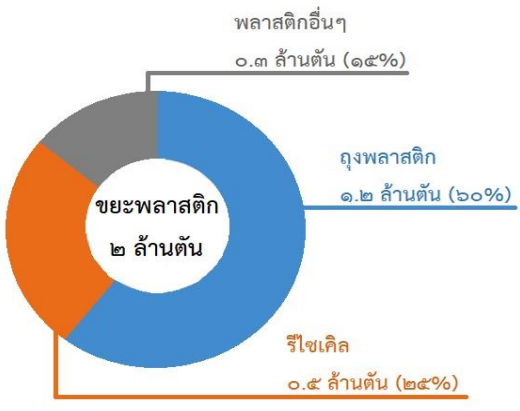 พลาสติกอื่นๆ
๐.๓ ล้านตัน (๑๕%)
ถุงพลาสติก
๑.๒ ล้านตัน (๖๐%)
ขยะพลาสติก
๒ ล้านตัน
รีไซเคิล
๐.๕ ล้านตัน (๒๕%)